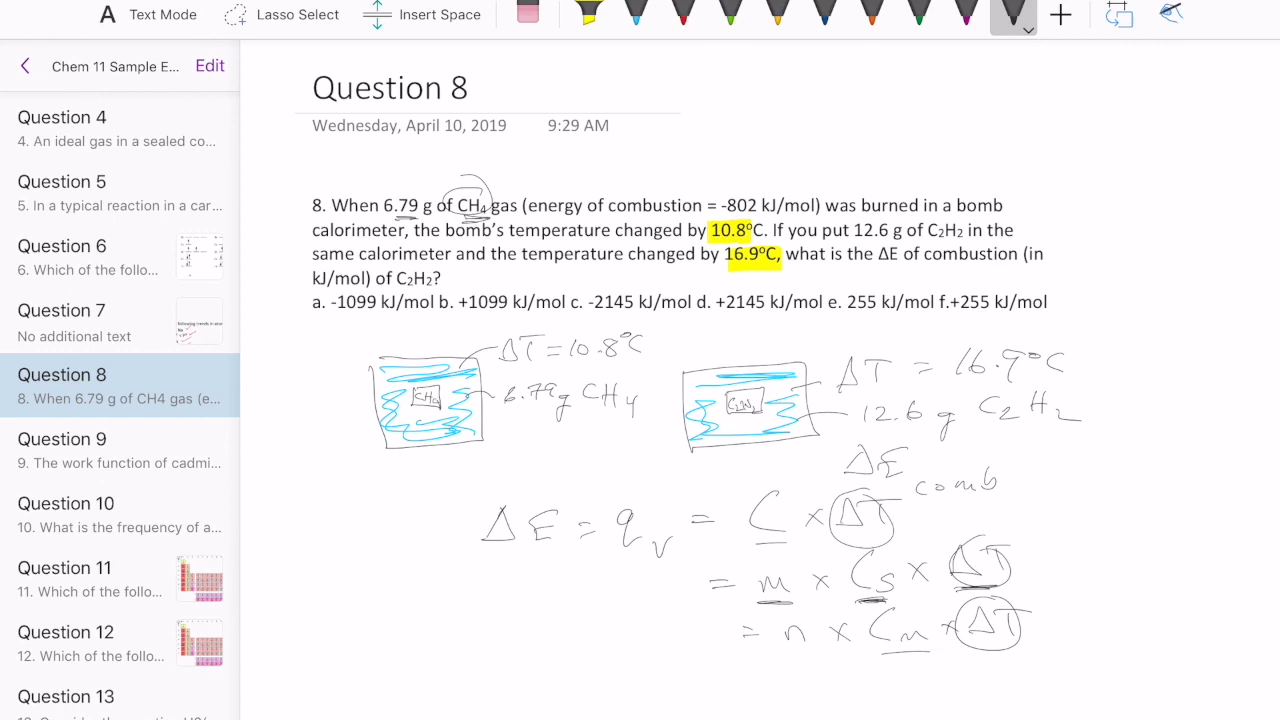 A Text Mode Lasso Select Insert Space
Chem 11 Sample E... Edit
Question 4
4. An ideal gas in a sealed co...
Question 5
5. In a typical reaction in a car...
Question 6
6. Which of the follo...
Question 7
No additional text
Question 8
8. When 6.79 g of CH4 gas (e...
Question 9
9. The work function of cadmi...
Question 10
10. What is the frequency of a...
Question 11
11. Which of the follo...
Question 12
12. Which of the follo...
Question 13
Question 8
Wednesday, April 10, 2019 9:29 AM
8. When 6.79 g of CH₄ gas (energy of combustion = -802 kJ/mol) was burned in a bomb
calorimeter, the bomb's temperature changed by 10.8°C. If you put 12.6 g of C₂H₂ in the
same calorimeter and the temperature changed by 16.9°C, what is the ΔE of combustion (in
kJ/mol) of C₂H₂?
a. -1099 kJ/mol b. +1099 kJ/mol c. -2145 kJ/mol d. +2145 kJ/mol e. 255 kJ/mol f.+255 kJ/mol
ΔT = 10.8°C
CH₄ 6.79g CH₄
ΔT = 16.9°C
C₂H₂ 12.6 g C₂H₂
ΔE comb
ΔE = qᵥ = C × ΔT
= m × Cs × ΔT
= n × Cm × ΔT